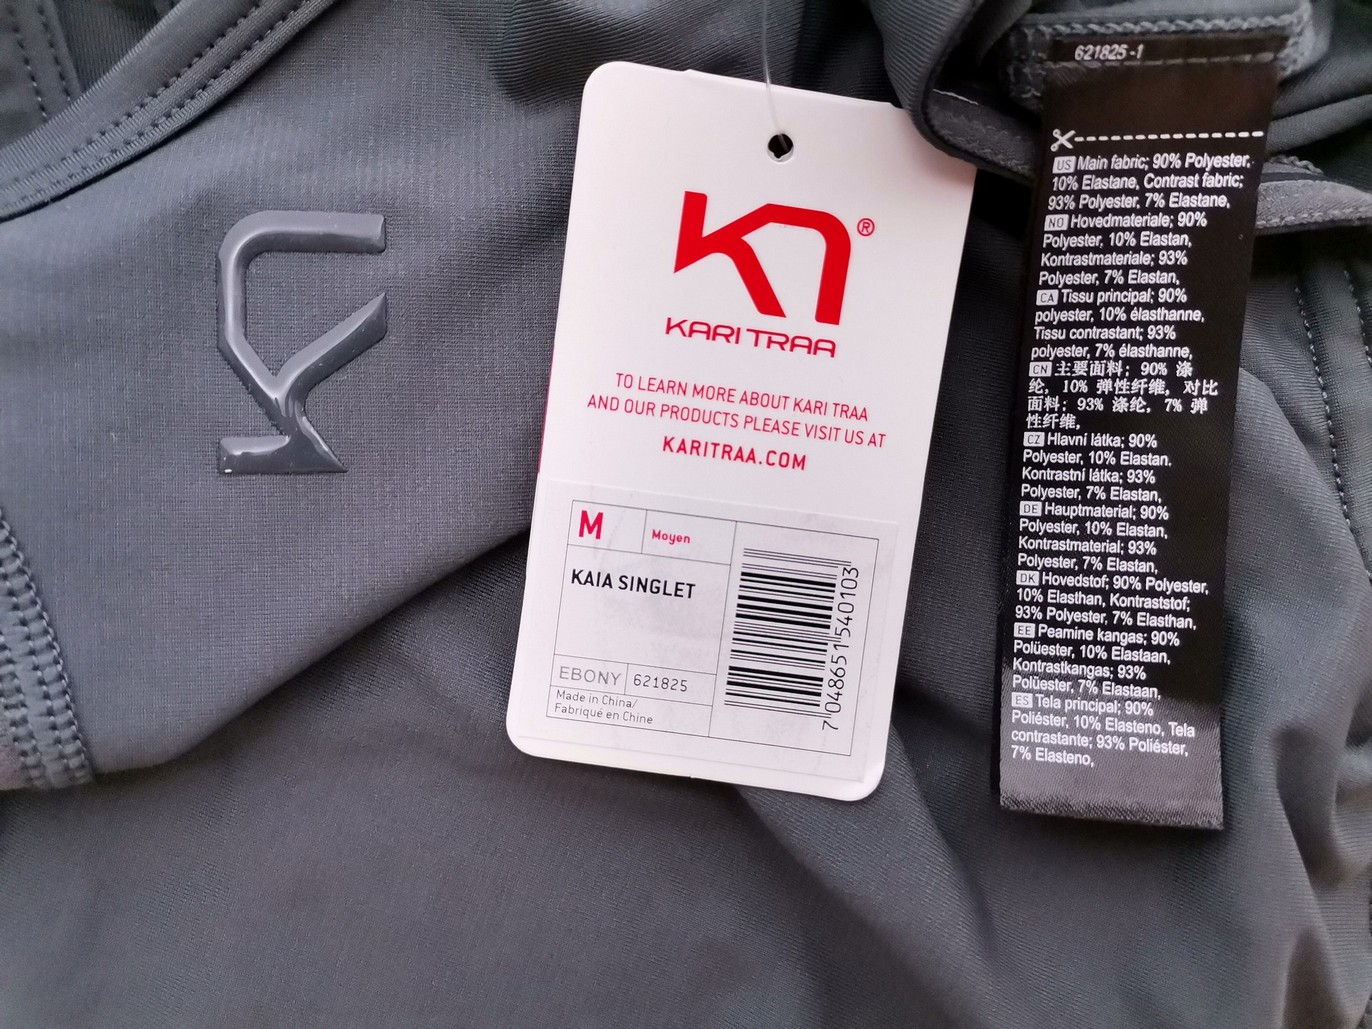 KARI TRAA
®
TO LEARN MORE ABOUT KARI TRAA
AND OUR PRODUCTS PLEASE VISIT US AT
KARITRAA.COM
M
Moyen
KAIA SINGLET
EBONY
621825
Made in China/
Fabriqué en Chine
7 048651 540103
621825-1
US Main fabric; 90% Polyester,
10% Elastane, Contrast fabric;
93% Polyester, 7% Elastane,
NO Hovedmateriale; 90%
Polyester, 10% Elastan,
Kontrastmateriale; 93%
Polyester, 7% Elastan,
CA Tissu principal; 90%
polyester, 10% élasthanne,
Tissu contrastant; 93%
polyester, 7% élasthanne,
CN 主要面料；90% 涤
纶，10% 弹性纤维，对比
面料；93% 涤纶，7% 弹
性纤维，
CZ Hlavní látka; 90%
Polyester, 10% Elastan.
Kontrastní látka; 93%
Polyester, 7% Elastan,
DE Hauptmaterial; 90%
Polyester, 10% Elastan,
Kontrastmaterial; 93%
Polyester, 7% Elastan,
DK Hovedstof; 90% Polyester,
10% Elasthan, Kontraststof;
93% Polyester, 7% Elasthan,
EE Peamine kangas; 90%
Polüester, 10% Elastaan,
Kontrastkangas; 93%
Polüester, 7% Elastaan,
ES Tela principal; 90%
Poliéster, 10% Elasteno, Tela
contrastante; 93% Poliéster,
7% Elasteno,